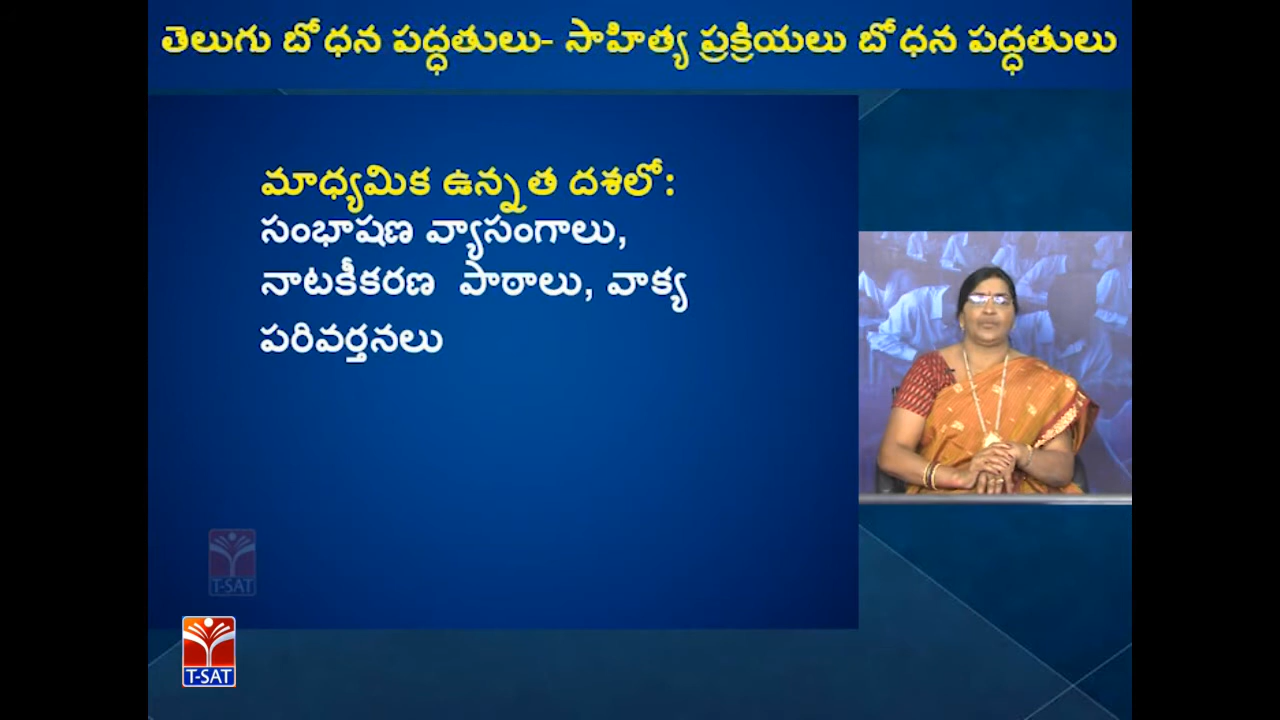 తెలుగు బోధన పద్ధతులు- సాహిత్య ప్రక్రియలు బోధన పద్ధతులు
మాధ్యమిక ఉన్నత దశలో:
సంభాషణ వ్యాసంగాలు,
నాటకీకరణ పాఠాలు, వాక్య
పరివర్తనలు
T-SAT
T-SAT